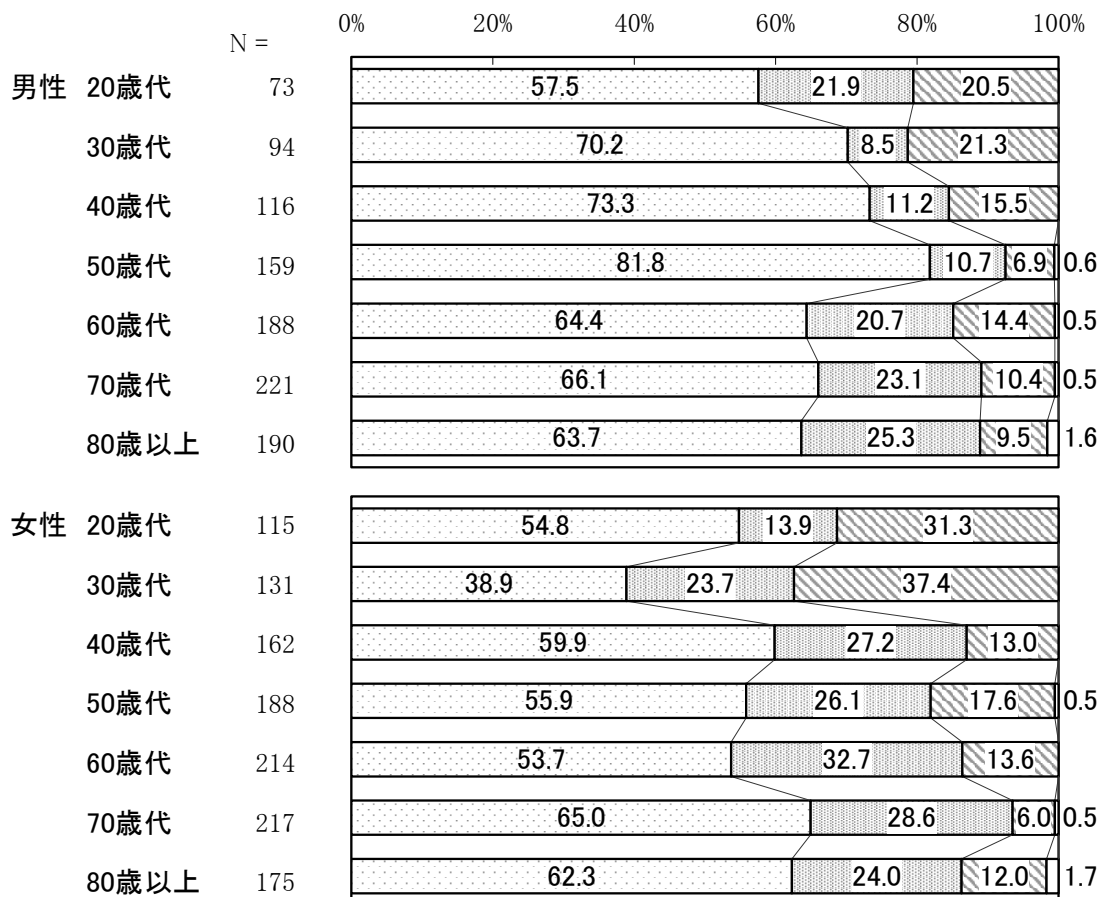 0% 20% 40% 60% 80% 100%
N =
男性 20歳代 73 57.5 21.9 20.5
30歳代 94 70.2 8.5 21.3
40歳代 116 73.3 11.2 15.5
50歳代 159 81.8 10.7 6.9 0.6
60歳代 188 64.4 20.7 14.4 0.5
70歳代 221 66.1 23.1 10.4 0.5
80歳以上 190 63.7 25.3 9.5 1.6
女性 20歳代 115 54.8 13.9 31.3
30歳代 131 38.9 23.7 37.4
40歳代 162 59.9 27.2 13.0
50歳代 188 55.9 26.1 17.6 0.5
60歳代 214 53.7 32.7 13.6
70歳代 217 65.0 28.6 6.0 0.5
80歳以上 175 62.3 24.0 12.0 1.7